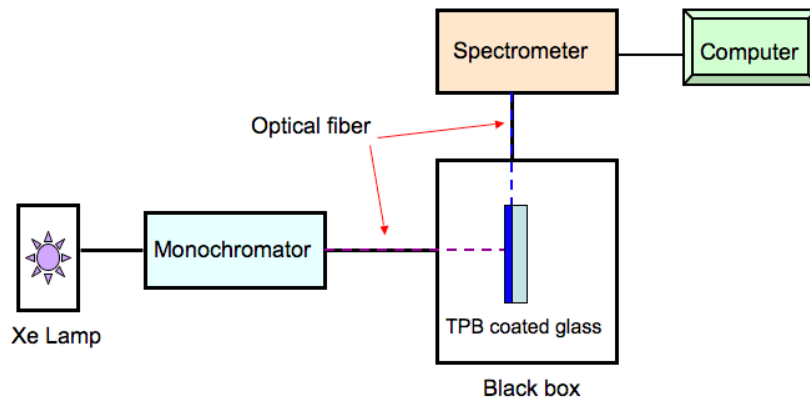 Spectrometer
Computer
Optical fiber
Monochromator
Xe Lamp
TPB coated glass
Black box